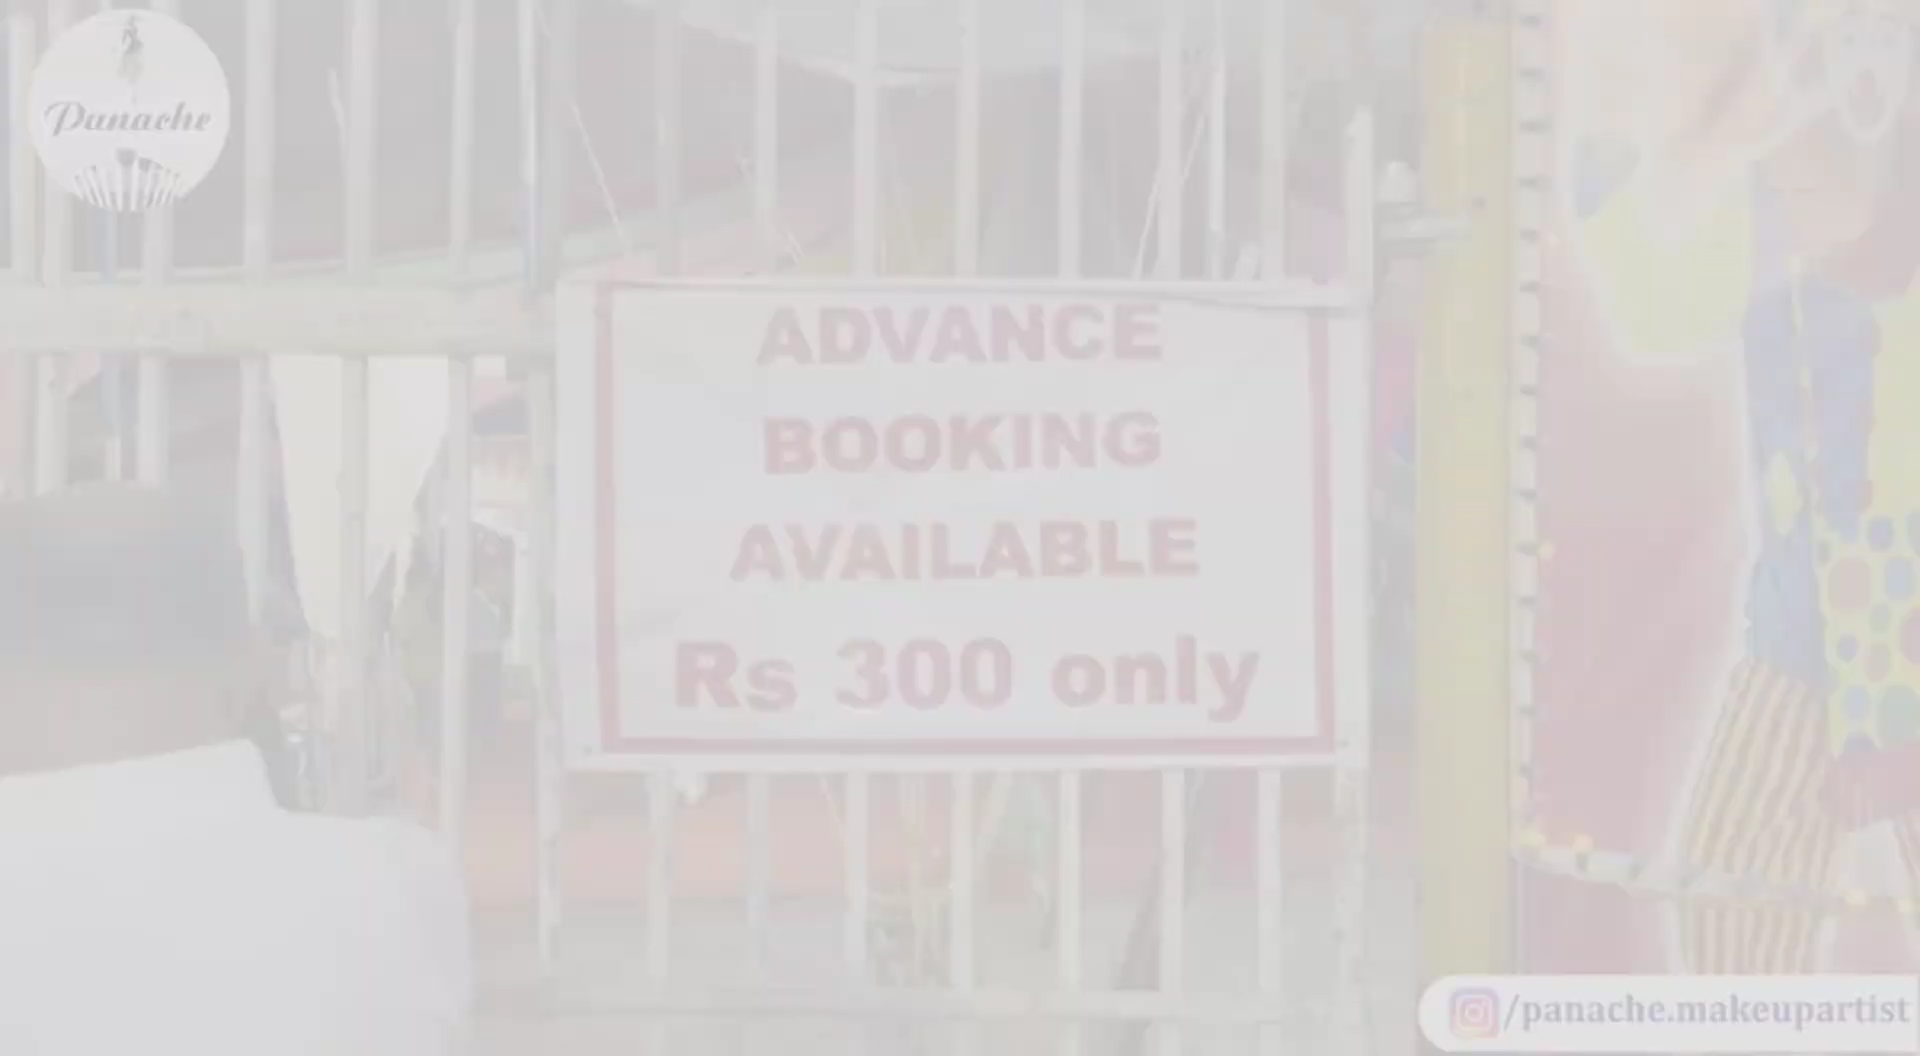 Panache
ADVANCE
BOOKING
AVAILABLE
Rs 300 only
/panache.makeupartist